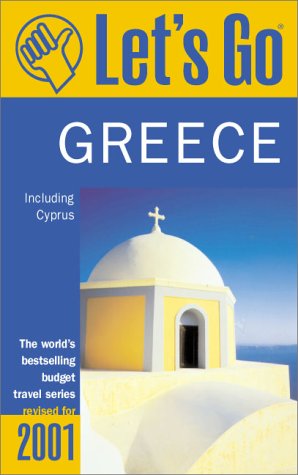 Let's Go®
GREECE
Including
Cyprus
The world's
bestselling
budget
travel series
revised for
2001